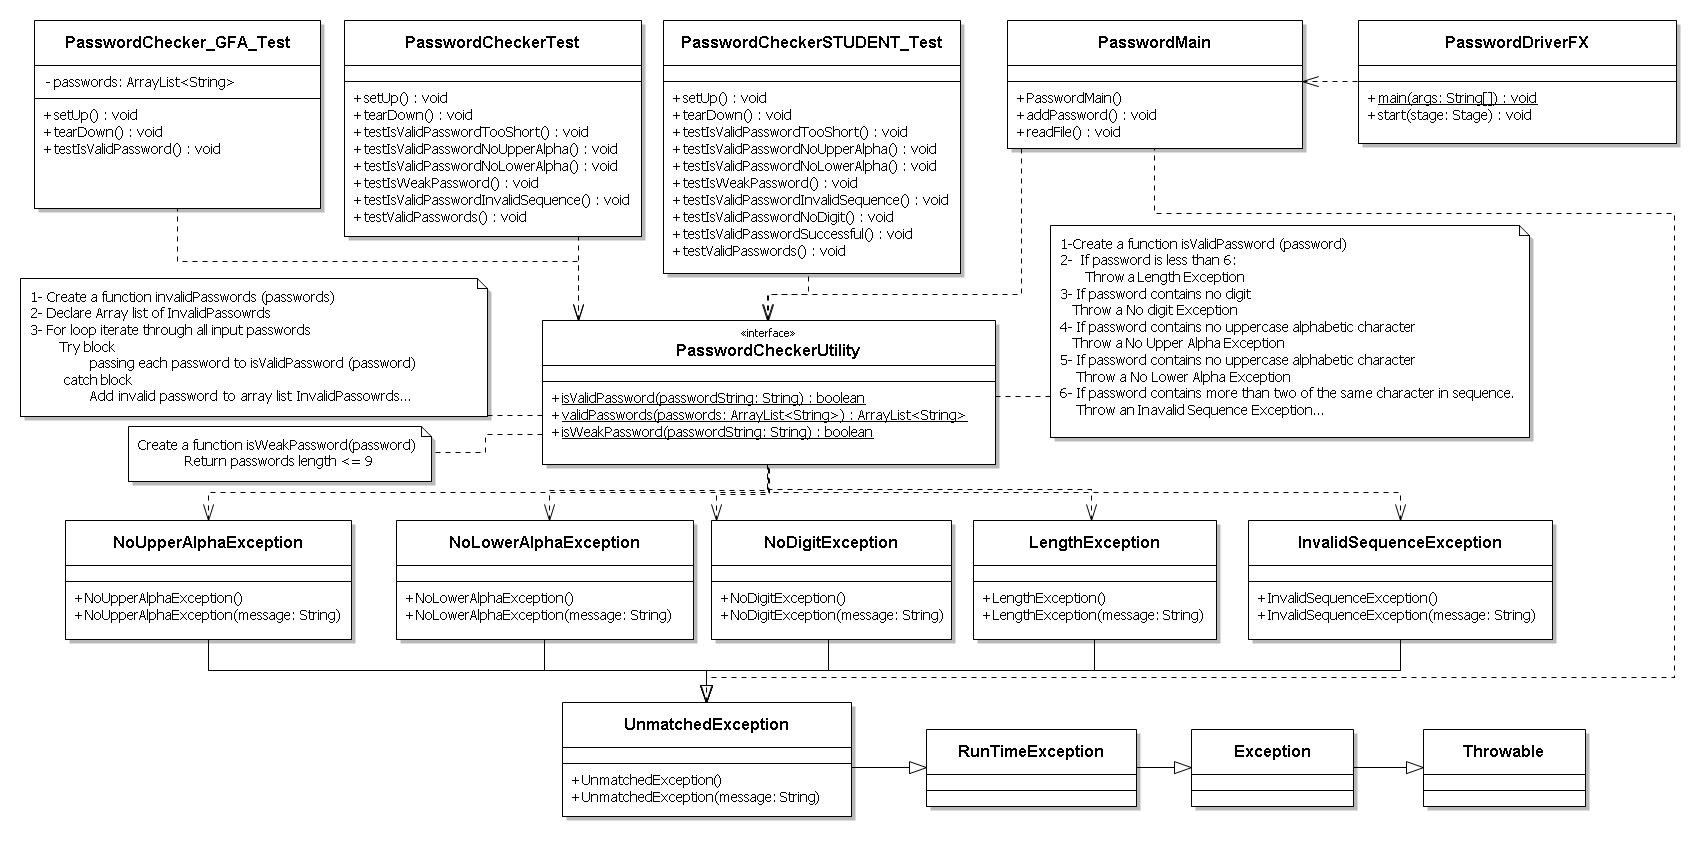 PasswordChecker_GFA_Test
- passwords: ArrayList<String>
+ setUp() : void
+ tearDown() : void
+ testIsValidPassword() : void
PasswordCheckerTest
+ setUp() : void
+ tearDown() : void
+ testIsValidPasswordTooShort() : void
+ testIsValidPasswordNoUpperAlpha() : void
+ testIsValidPasswordNoLowerAlpha() : void
+ testIsWeakPassword() : void
+ testIsValidPasswordInvalidSequence() : void
+ testValidPasswords() : void
PasswordCheckerSTUDENT_Test
+ setUp() : void
+ tearDown() : void
+ testIsValidPasswordTooShort() : void
+ testIsValidPasswordNoUpperAlpha() : void
+ testIsValidPasswordNoLowerAlpha() : void
+ testIsWeakPassword() : void
+ testIsValidPasswordInvalidSequence() : void
+ testIsValidPasswordNoDigit() : void
+ testIsValidPasswordSuccessful() : void
+ testValidPasswords() : void
PasswordMain
+ PasswordMain()
+ addPassword() : void
+ readFile() : void
PasswordDriverFX
+ main(args: String[]) : void
+ start(stage: Stage) : void
1- Create a function invalidPasswords (passwords)
2- Declare Array list of InvalidPassowrds
3- For loop iterate through all input passwords
Try block
passing each password to isValidPassword (password)
catch block
Add invalid password to array list InvalidPassowrds...
1-Create a function isValidPassword (password)
2- If password is less than 6:
Throw a Length Exception
3- If password contains no digit
Throw a No digit Exception
4- If password contains no uppercase alphabetic character
Throw a No Upper Alpha Exception
5- If password contains no uppercase alphabetic character
Throw a No Lower Alpha Exception
6- If password contains more than two of the same character in sequence.
Throw an Inavalid Sequence Exception...
«interface»
PasswordCheckerUtility
+ isValidPassword(passwordString: String) : boolean
+ validPasswords(passwords: ArrayList<String>) : ArrayList<String>
+ isWeakPassword(passwordString: String) : boolean
Create a function isWeakPassword(password)
Return passwords length <= 9
NoUpperAlphaException
+ NoUpperAlphaException()
+ NoUpperAlphaException(message: String)
NoLowerAlphaException
+ NoLowerAlphaException()
+ NoLowerAlphaException(message: String)
NoDigitException
+ NoDigitException()
+ NoDigitException(message: String)
LengthException
+ LengthException()
+ LengthException(message: String)
InvalidSequenceException
+ InvalidSequenceException()
+ InvalidSequenceException(message: String)
UnmatchedException
+ UnmatchedException()
+ UnmatchedException(message: String)
RunTimeException
Exception
Throwable